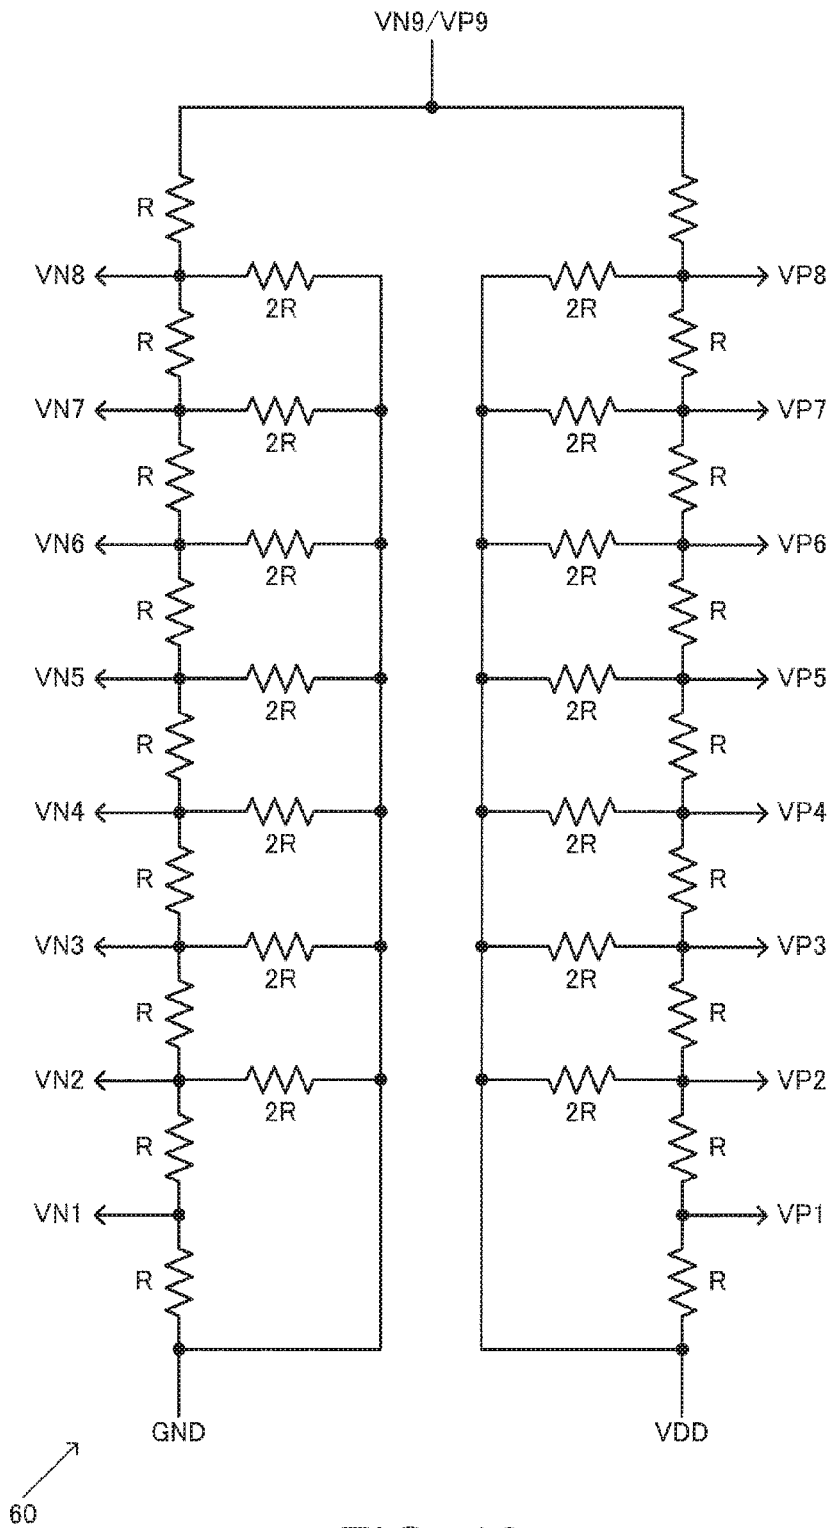 VN9/VP9
R
VN8 2R 2R VP8
R R
VN7 2R 2R VP7
R R
VN6 2R 2R VP6
R R
VN5 2R 2R VP5
R R
VN4 2R 2R VP4
R R
VN3 2R 2R VP3
R R
VN2 2R 2R VP2
R R
VN1 VP1
R R
GND VDD
60